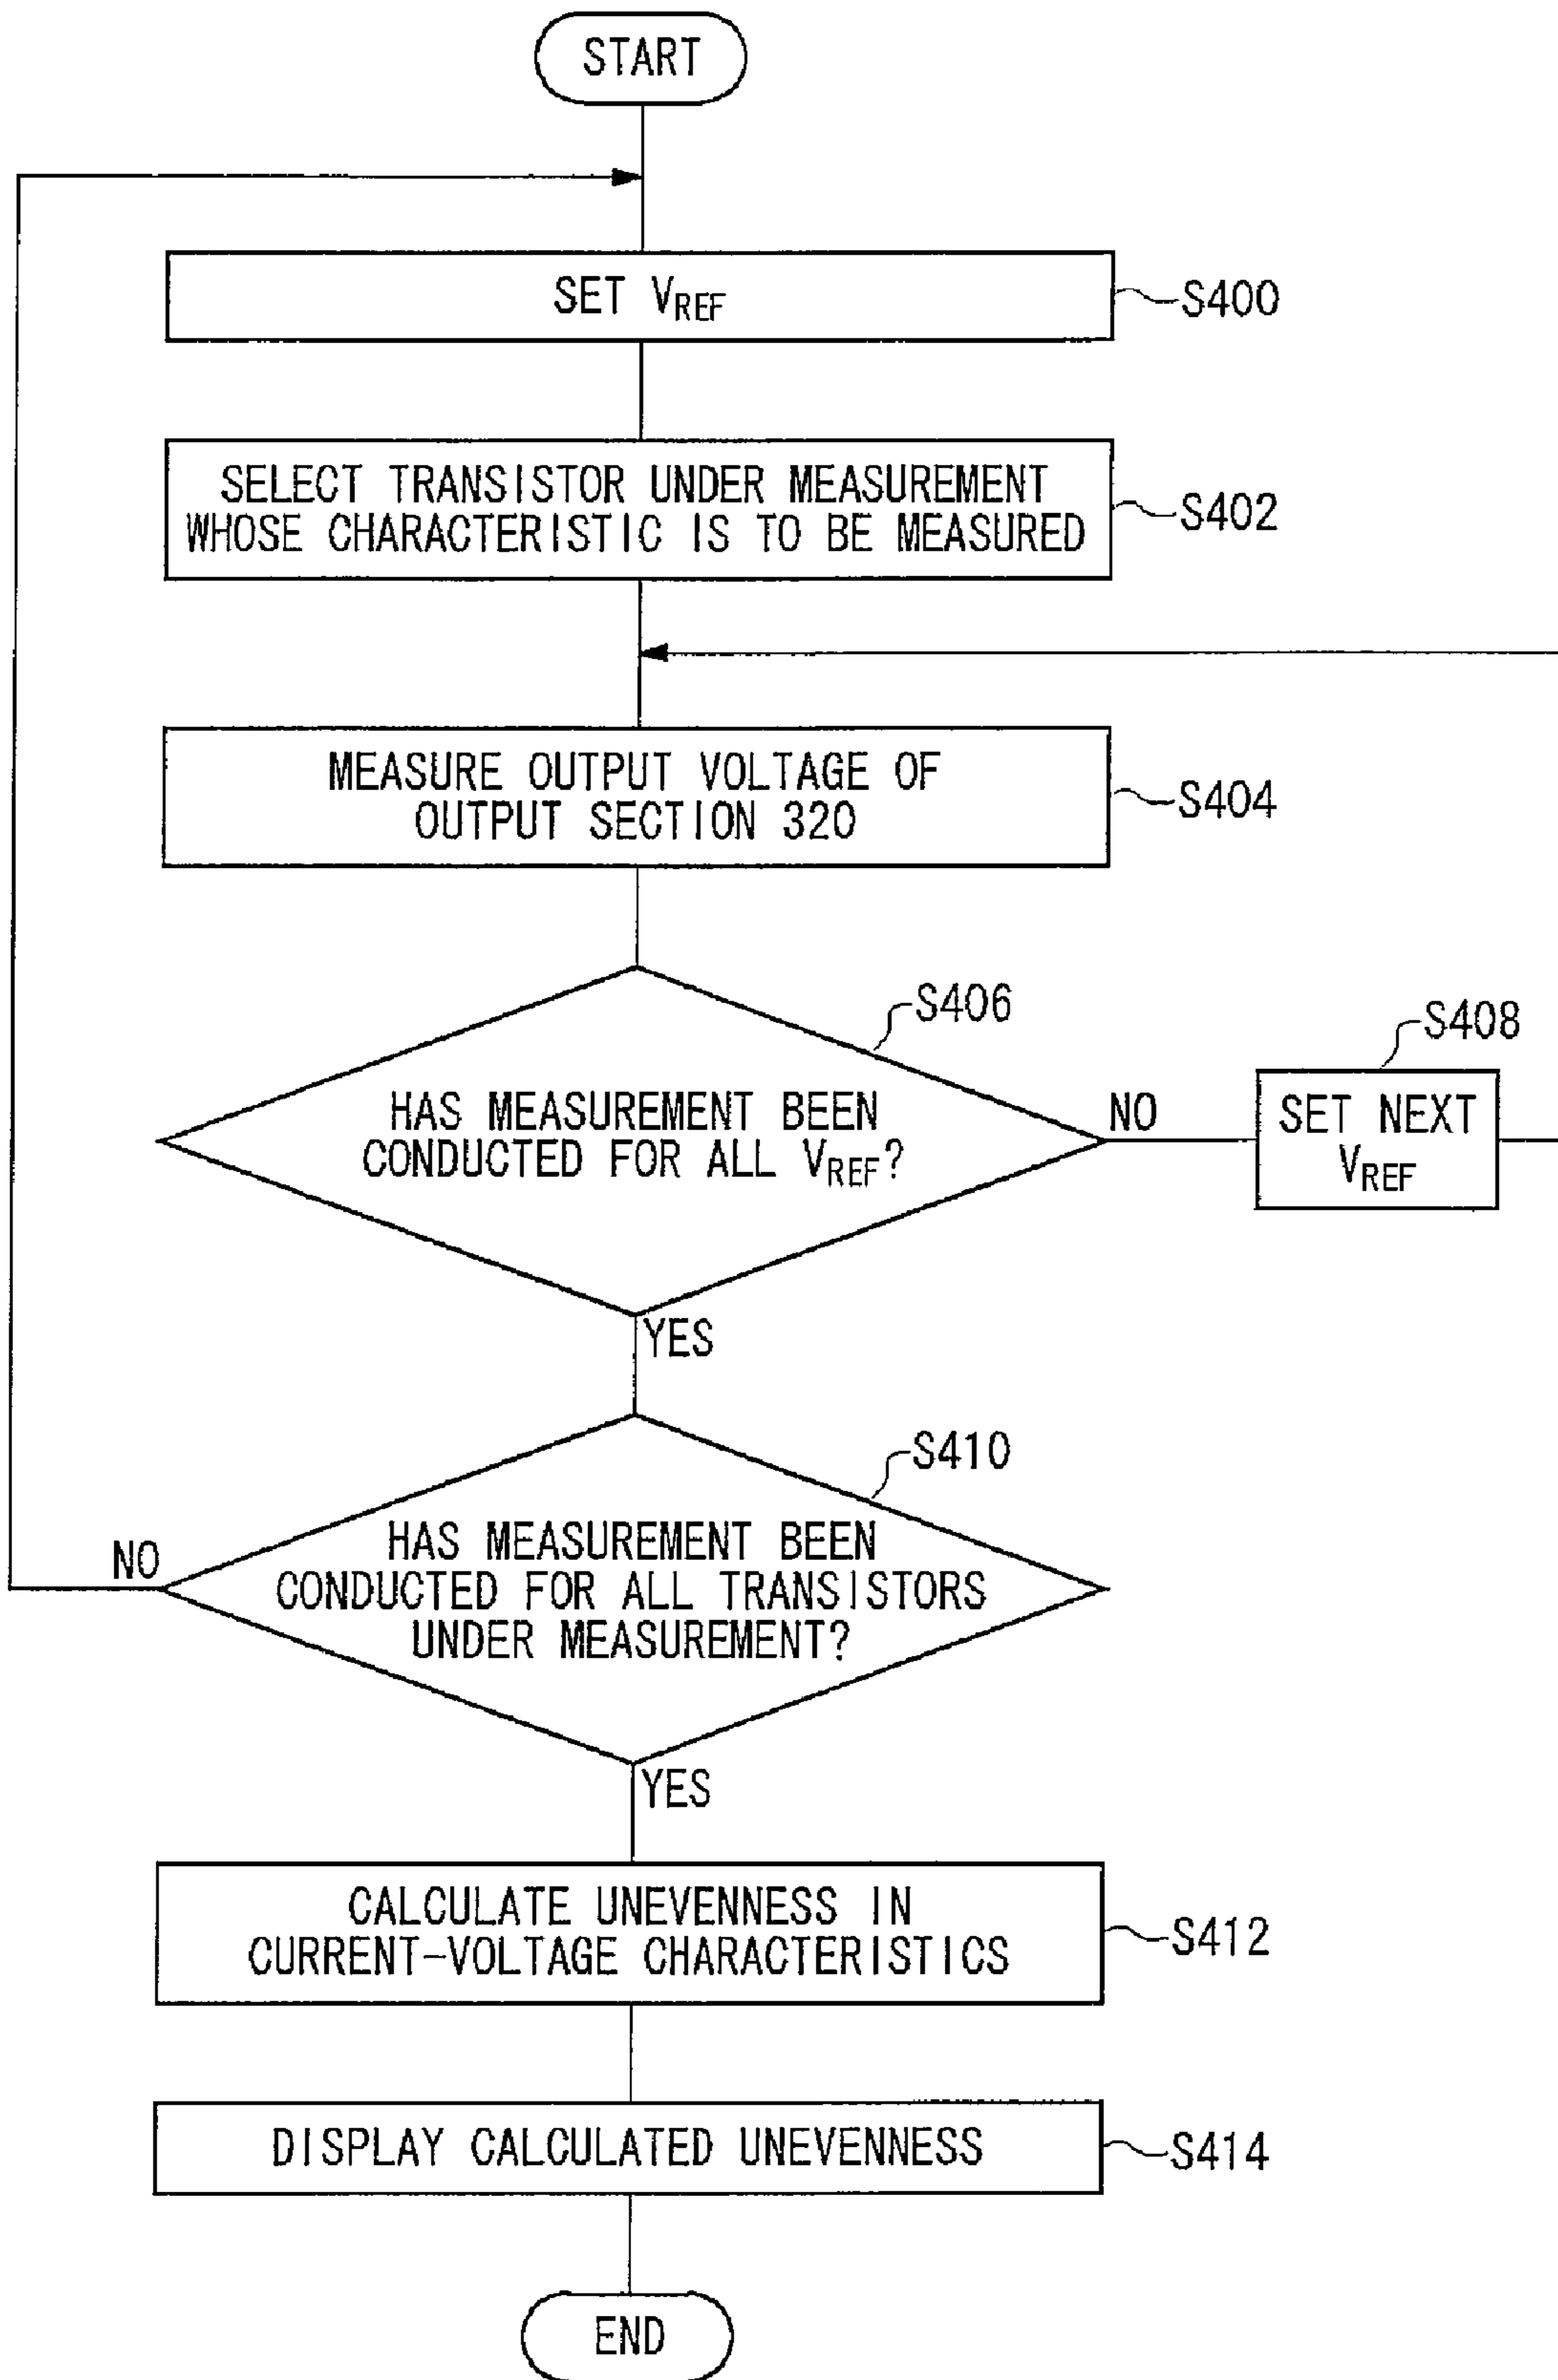 START
SET VREF
S400
SELECT TRANSISTOR UNDER MEASUREMENT
WHOSE CHARACTERISTIC IS TO BE MEASURED
S402
MEASURE OUTPUT VOLTAGE OF
OUTPUT SECTION 320
S404
S406
HAS MEASUREMENT BEEN
CONDUCTED FOR ALL VREF?
NO
S408
SET NEXT
VREF
YES
S410
HAS MEASUREMENT BEEN
CONDUCTED FOR ALL TRANSISTORS
UNDER MEASUREMENT?
NO
YES
CALCULATE UNEVENNESS IN
CURRENT-VOLTAGE CHARACTERISTICS
S412
DISPLAY CALCULATED UNEVENNESS
S414
END